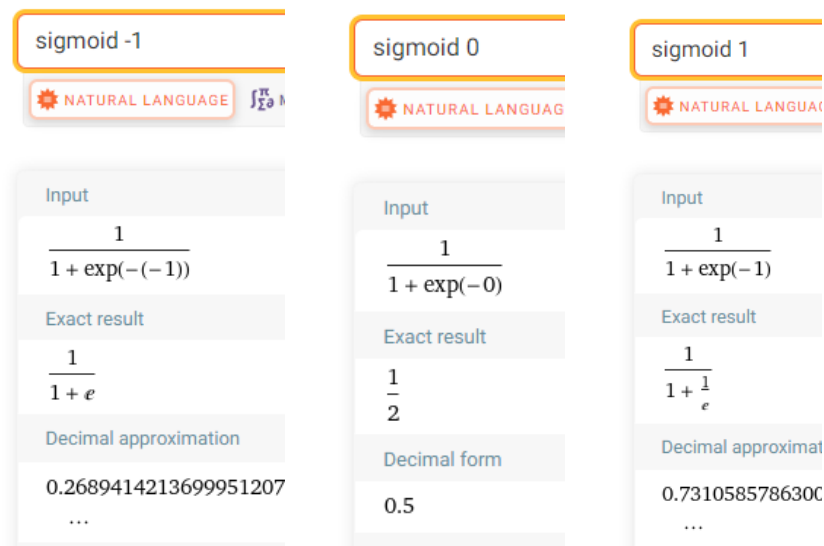 sigmoid -1
NATURAL LANGUAGE ∫Σ∂π
Input
1
1 + exp(−(−1))
Exact result
1
1 + e
Decimal approximation
0.2689414213699951207
…
sigmoid 0
NATURAL LANGUAG
Input
1
1 + exp(−0)
Exact result
1
2
Decimal form
0.5
sigmoid 1
NATURAL LANGUAG
Input
1
1 + exp(−1)
Exact result
1
1 + 1/e
Decimal approximat
0.7310585786300
…